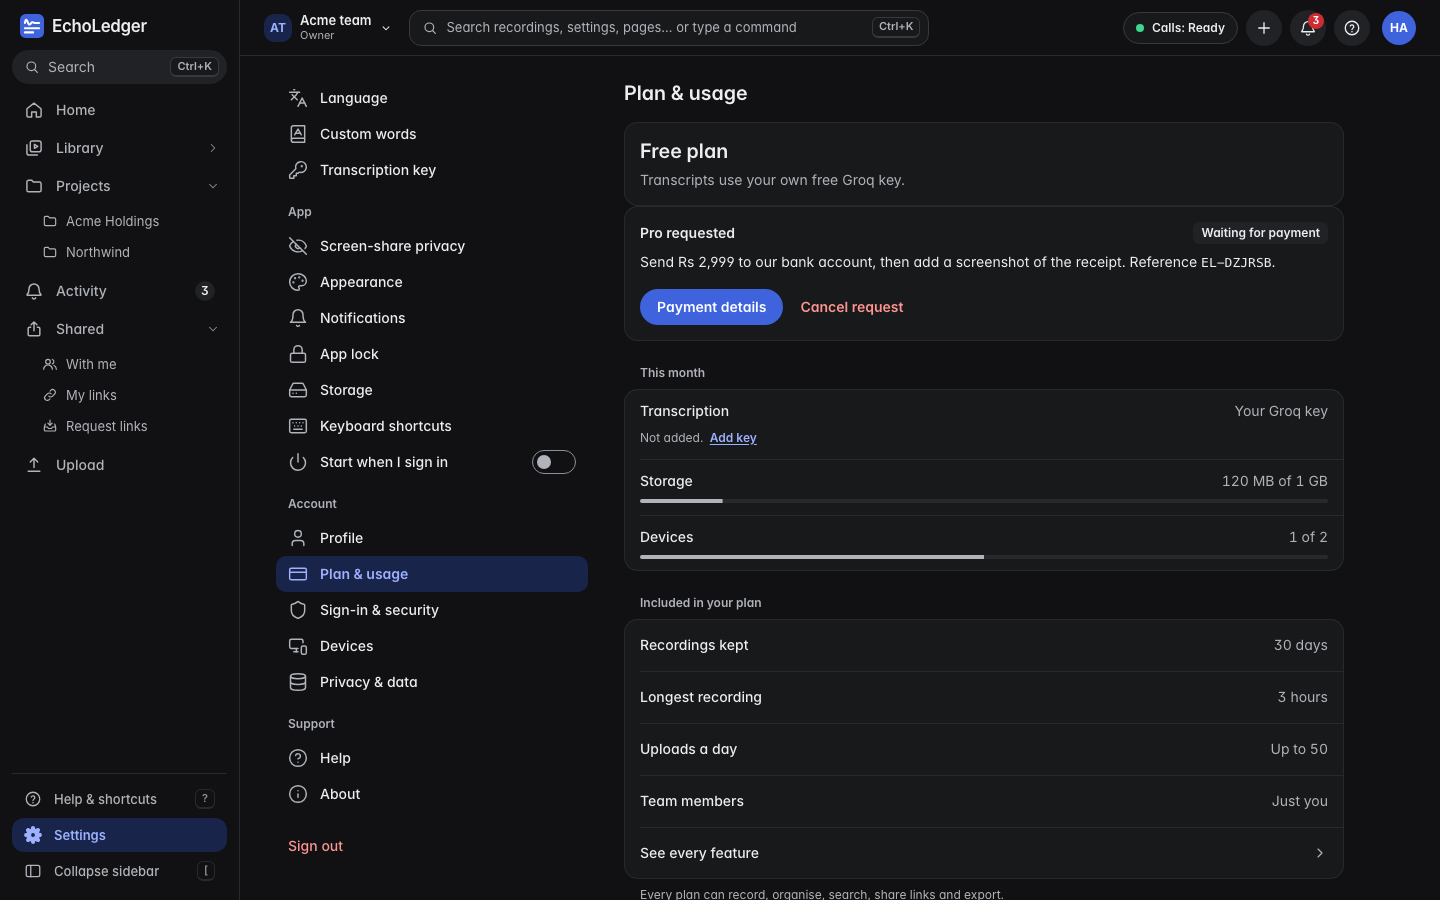 EchoLedger
Search Ctrl+K
Home
Library
Projects
Acme Holdings
Northwind
Activity 3
Shared
With me
My links
Request links
Upload
Help & shortcuts ?
Settings
Collapse sidebar [
AT Acme team
Owner
Search recordings, settings, pages... or type a command Ctrl+K
Calls: Ready
3
HA
Language
Custom words
Transcription key
App
Screen-share privacy
Appearance
Notifications
App lock
Storage
Keyboard shortcuts
Start when I sign in
Account
Profile
Plan & usage
Sign-in & security
Devices
Privacy & data
Support
Help
About
Sign out
Plan & usage
Free plan
Transcripts use your own free Groq key.
Pro requested Waiting for payment
Send Rs 2,999 to our bank account, then add a screenshot of the receipt. Reference EL-DZJRSB.
Payment details Cancel request
This month
Transcription Your Groq key
Not added. Add key
Storage 120 MB of 1 GB
Devices 1 of 2
Included in your plan
Recordings kept 30 days
Longest recording 3 hours
Uploads a day Up to 50
Team members Just you
See every feature
Every plan can record, organise, search, share links and export.